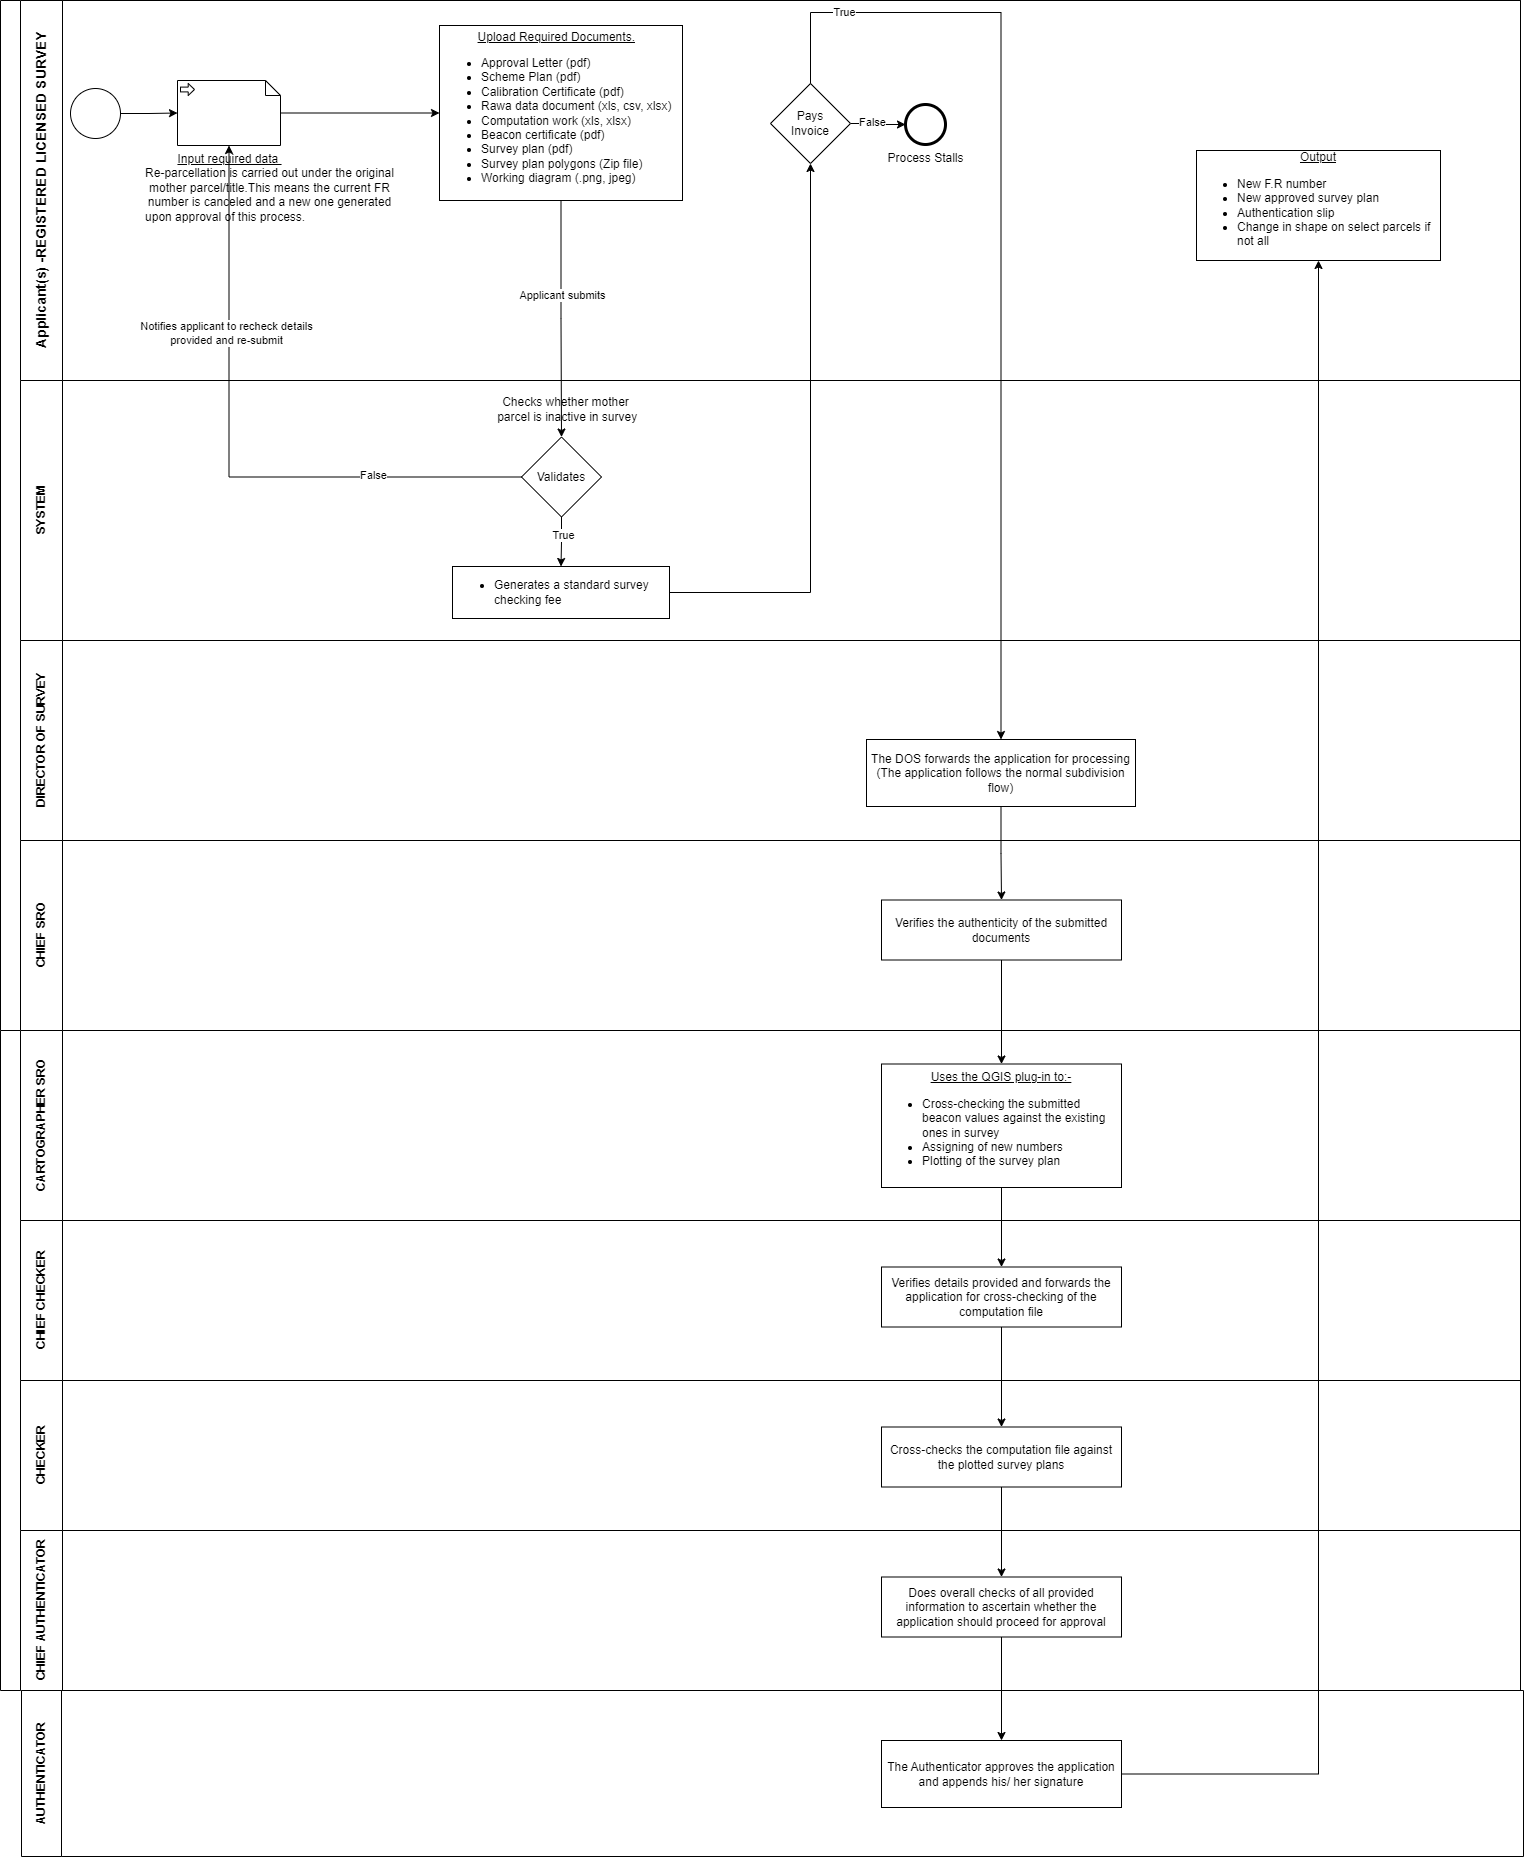 Applicant(s) -REGISTERED LICENSED SURVEY
Input required data
Re-parcellation is carried out under the original
mother parcel/title.This means the current FR
number is canceled and a new one generated
upon approval of this process.
Upload Required Documents.
Approval Letter (pdf)
Scheme Plan (pdf)
Calibration Certificate (pdf)
Rawa data document (xls, csv, xlsx)
Computation work (xls, xlsx)
Beacon certificate (pdf)
Survey plan (pdf)
Survey plan polygons (Zip file)
Working diagram (.png, jpeg)
True
Pays
Invoice
False
Process Stalls
Output
New F.R number
New approved survey plan
Authentication slip
Change in shape on select parcels if
not all
Applicant submits
Notifies applicant to recheck details
provided and re-submit
SYSTEM
Checks whether mother
parcel is inactive in survey
Validates
False
True
Generates a standard survey
checking fee
DIRECTOR OF SURVEY
The DOS forwards the application for processing
(The application follows the normal subdivision
flow)
CHIEF SRO
Verifies the authenticity of the submitted
documents
CARTOGRAPHER SRO
Uses the QGIS plug-in to:-
Cross-checking the submitted
beacon values against the existing
ones in survey
Assigning of new numbers
Plotting of the survey plan
CHIEF CHECKER
Verifies details provided and forwards the
application for cross-checking of the
computation file
CHECKER
Cross-checks the computation file against
the plotted survey plans
CHIEF AUTHENTICATOR
Does overall checks of all provided
information to ascertain whether the
application should proceed for approval
AUTHENTICATOR
The Authenticator approves the application
and appends his/ her signature